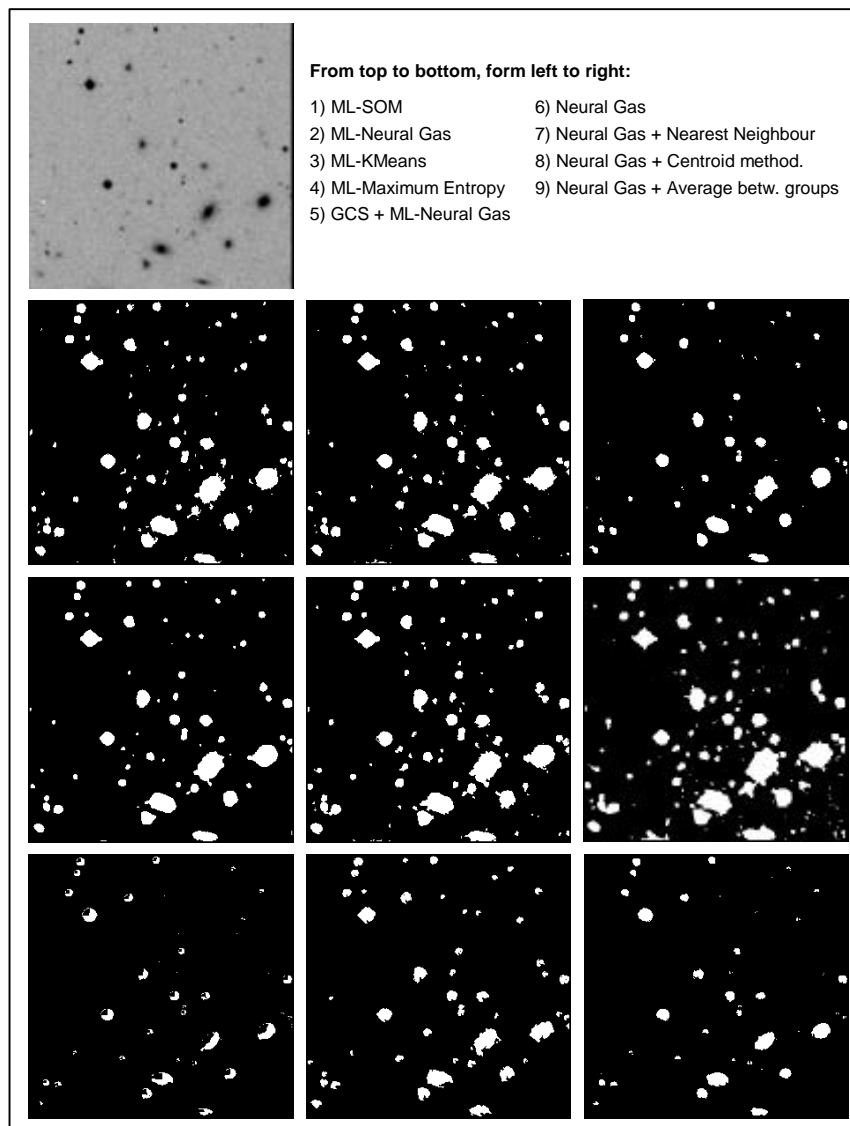 From top to bottom, form left to right:
1) ML-SOM
2) ML-Neural Gas
3) ML-KMeans
4) ML-Maximum Entropy
5) GCS + ML-Neural Gas
6) Neural Gas
7) Neural Gas + Nearest Neighbour
8) Neural Gas + Centroid method.
9) Neural Gas + Average betw. groups